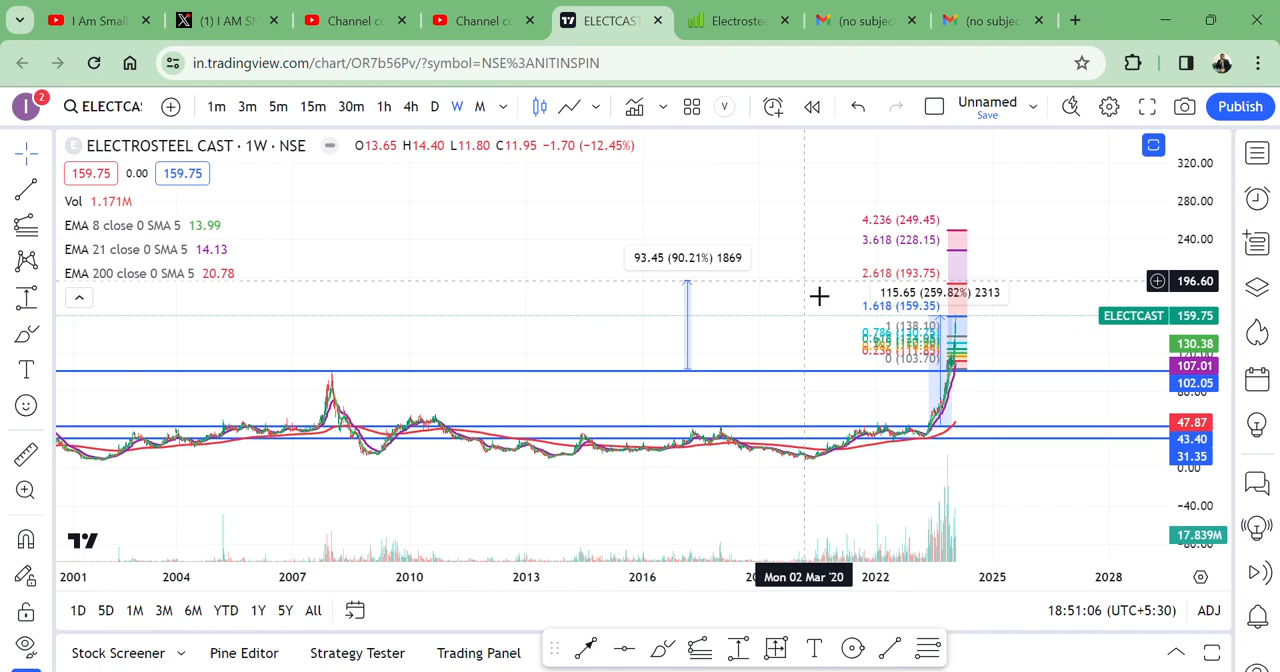 I Am Small
(1) I AM SM
Channel co
Channel co
ELECTCAS
Electroste
(no subjec
(no subjec
in.tradingview.com/chart/OR7b56Pv/?symbol=NSE%3ANITINSPIN
I
2
ELECTCA
1m 3m 5m 15m 30m 1h 4h D W M
V
Unnamed
Save
Publish
E ELECTROSTEEL CAST · 1W · NSE O13.65 H14.40 L11.80 C11.95 −1.70 (−12.45%)
159.75 0.00 159.75
Vol 1.171M
EMA 8 close 0 SMA 5 13.99
EMA 21 close 0 SMA 5 14.13
EMA 200 close 0 SMA 5 20.78
93.45 (90.21%) 1869
4.236 (249.45)
3.618 (228.15)
2.618 (193.75)
115.65 (259.82%) 2313
1.618 (159.35)
1 (138.10)
0 (103.70)
320.00
280.00
240.00
196.60
ELECTCAST 159.75
130.38
107.01
102.05
47.87
43.40
31.35
0.00
−40.00
17.839M
2001 2004 2007 2010 2013 2016 Mon 02 Mar '20 2022 2025 2028
1D 5D 1M 3M 6M YTD 1Y 5Y All
18:51:06 (UTC+5:30) ADJ
Stock Screener Pine Editor Strategy Tester Trading Panel